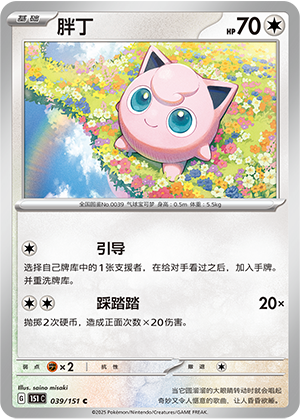 基础
胖丁
HP 70
全国图鉴No.0039 气球宝可梦 身高：0.5m 体重：5.5kg
引导
选择自己牌库中的1张支援者，在给对手看过之后，加入手牌。
并重洗牌库。
踩踏踏 20×
抛掷2次硬币，造成正面次数×20伤害。
弱点 ×2 抗性 撤退
Illus. saino misaki
G 151 C 039/151 C
当它圆溜溜的大眼睛转动时就会唱起
奇妙又令人惬意的歌曲，让人昏昏欲睡。
©2025 Pokémon/Nintendo/Creatures/GAME FREAK.